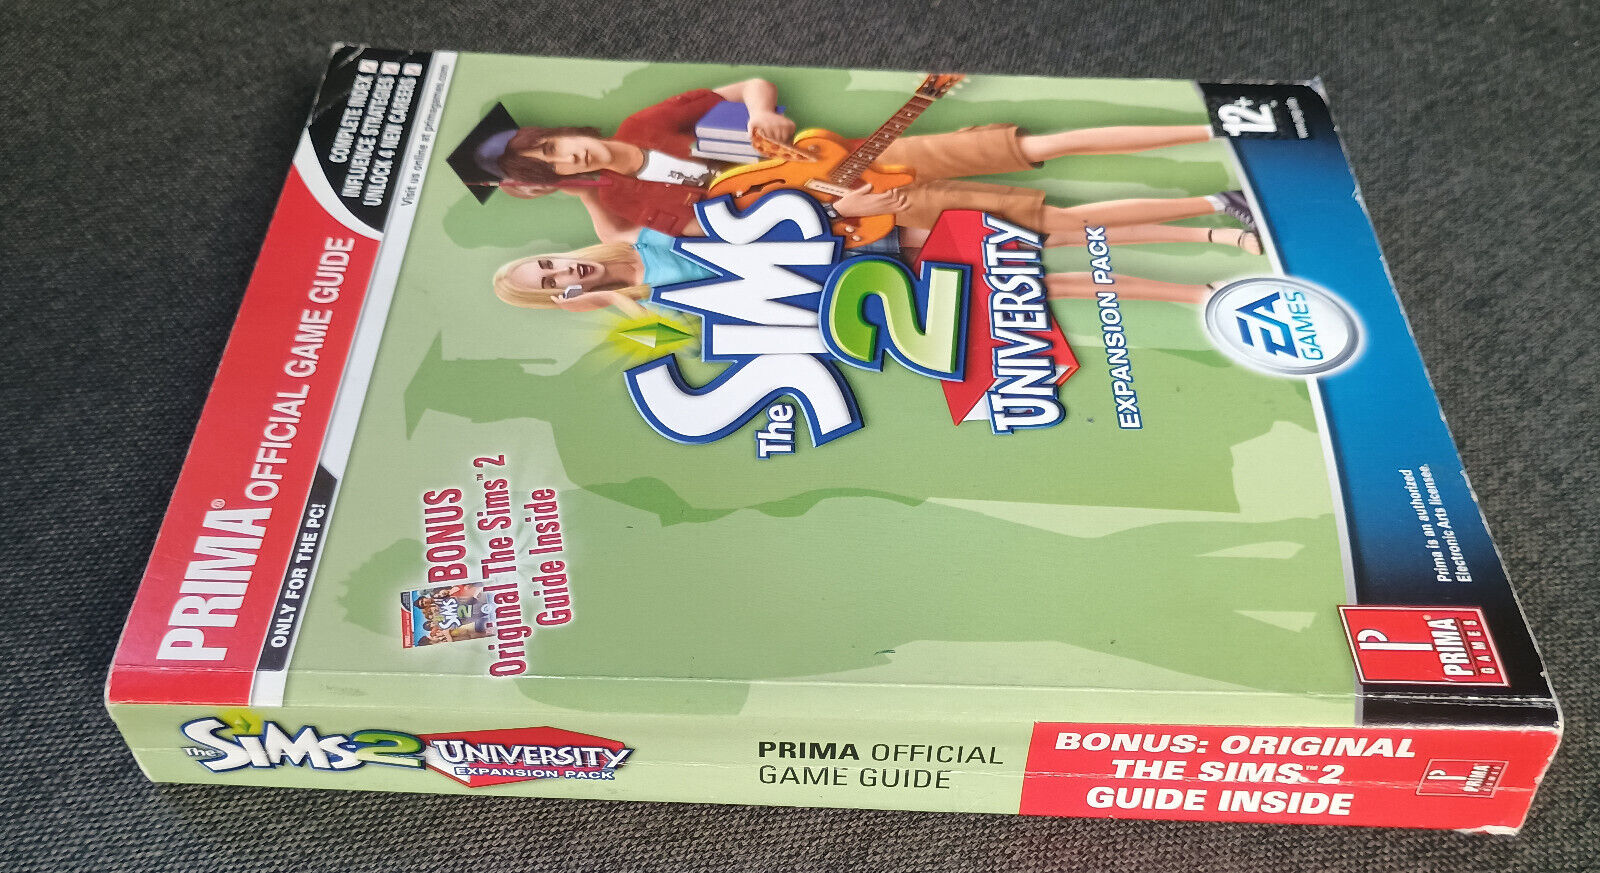 PRIMA® OFFICIAL GAME GUIDE
ONLY FOR THE PC!
COMPLETE INDEX
INFLUENCE STRATEGIES
UNLOCK 4 NEW CAREERS
Visit us online at primagames.com
BONUS
Original The Sims™ 2
Guide Inside
The SIMS 2
UNIVERSITY
EXPANSION PACK
12+
EA
GAMES
Prima is an authorized
Electronic Arts licensee.
P
PRIMA®
GAMES
The SIMS 2
UNIVERSITY
EXPANSION PACK
PRIMA OFFICIAL
GAME GUIDE
BONUS: ORIGINAL
THE SIMS™ 2
GUIDE INSIDE
P
PRIMA
GAMES